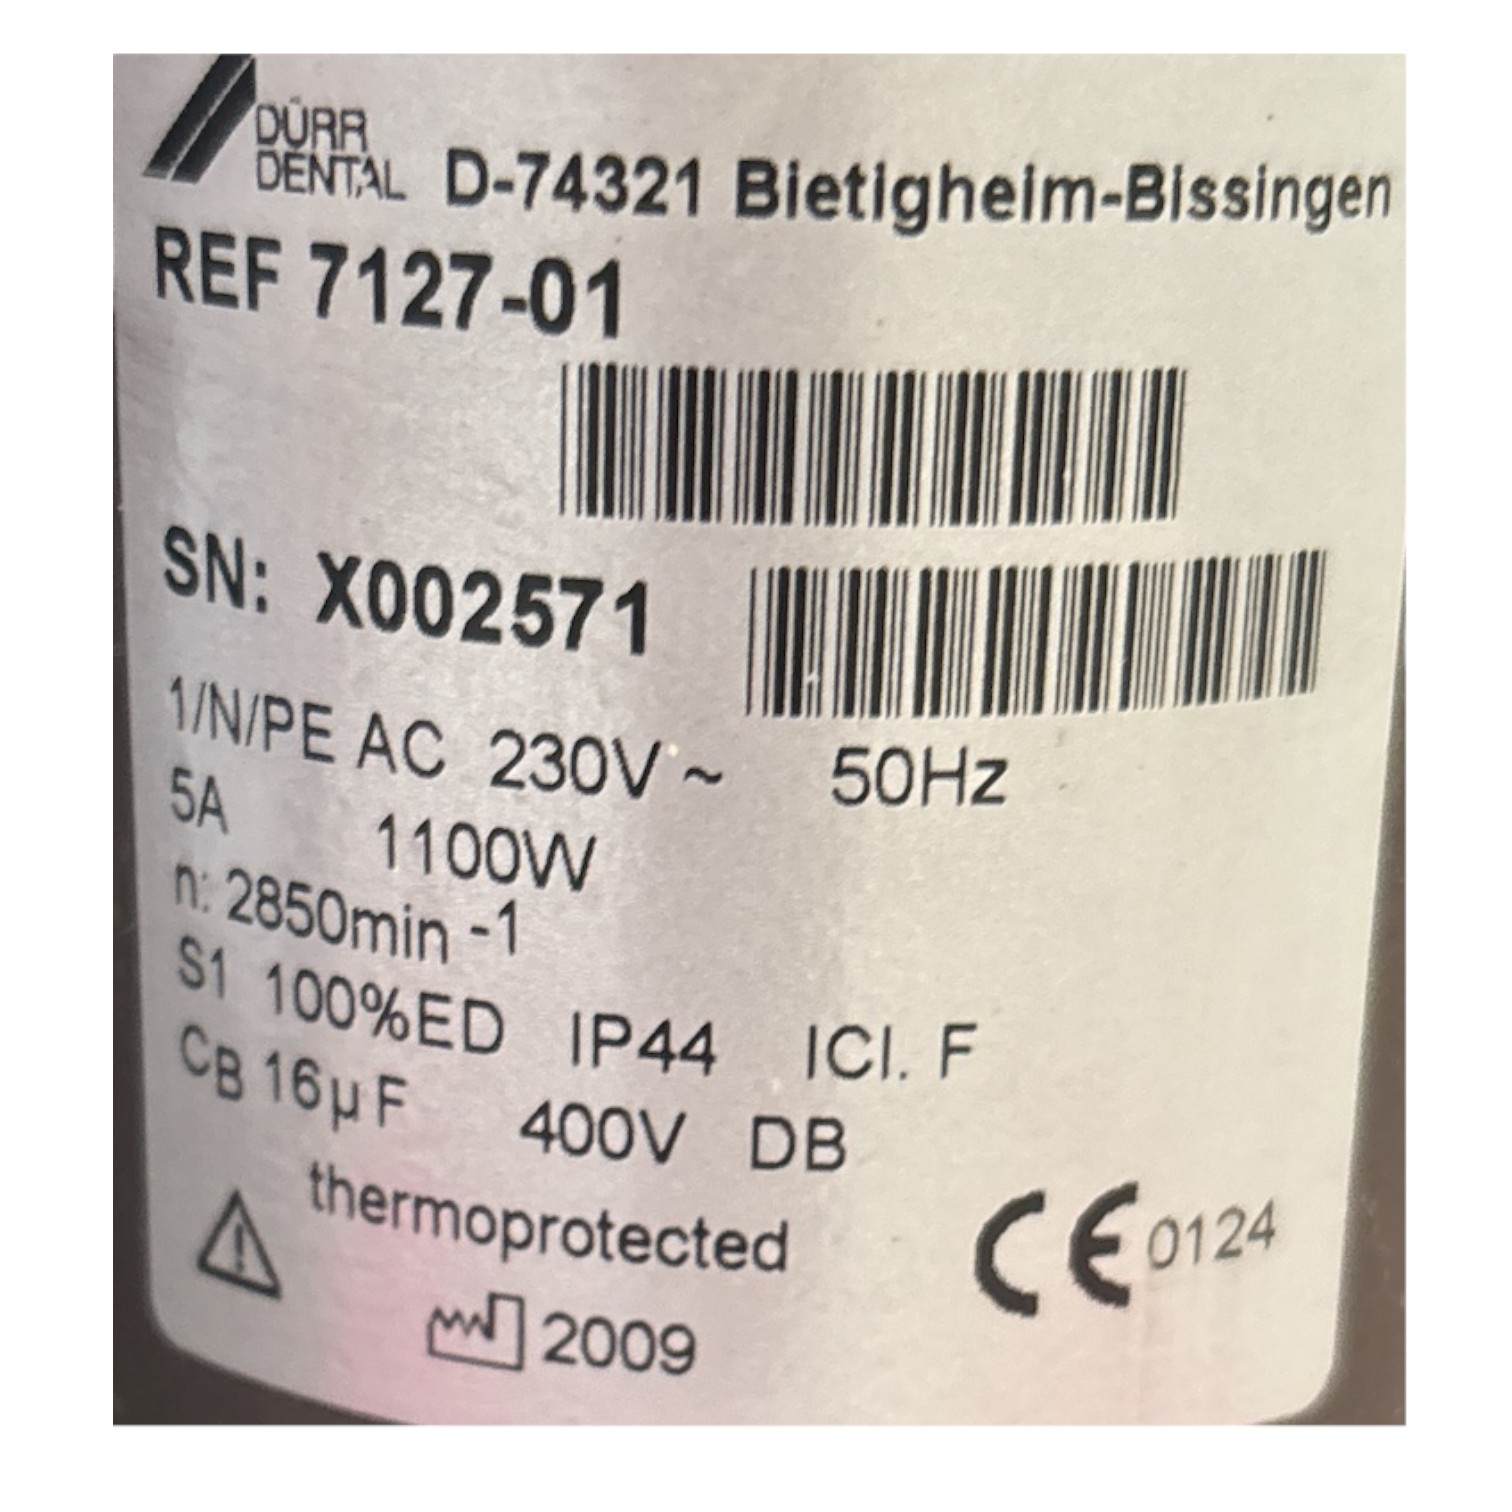 DÜRR
DENTAL D-74321 Bietigheim-Bissingen
REF 7127-01
SN: X002571
1/N/PE AC 230V ~ 50Hz
5A 1100W
n: 2850min -1
S1 100%ED IP44 ICl. F
CB 16µF 400V DB
thermoprotected
CE 0124
2009